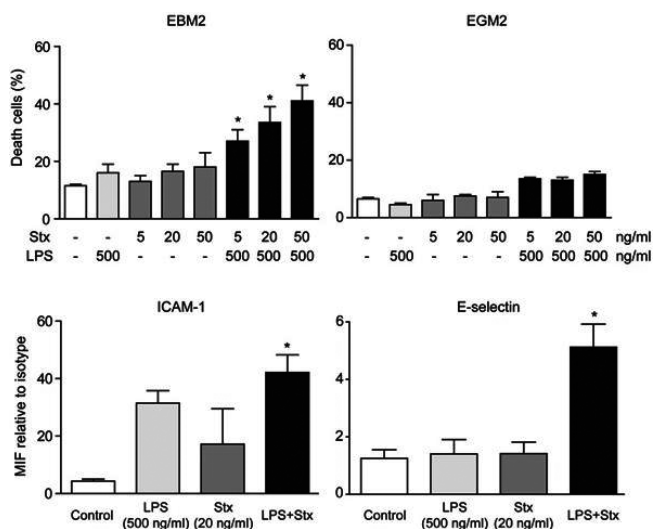 EBM2
EGM2
Death cells (%)
60
40
20
0
60
40
20
0
Stx - - 5 20 50 5 20 50 - - 5 20 50 5 20 50 ng/ml
LPS - 500 - - - 500 500 500 - 500 - - - 500 500 500 ng/ml
* * *
ICAM-1
E-selectin
MIF relative to isotype
60
40
20
0
*
6
4
2
0
*
Control LPS (500 ng/ml) Stx (20 ng/ml) LPS+Stx
Control LPS (500 ng/ml) Stx (20 ng/ml) LPS+Stx